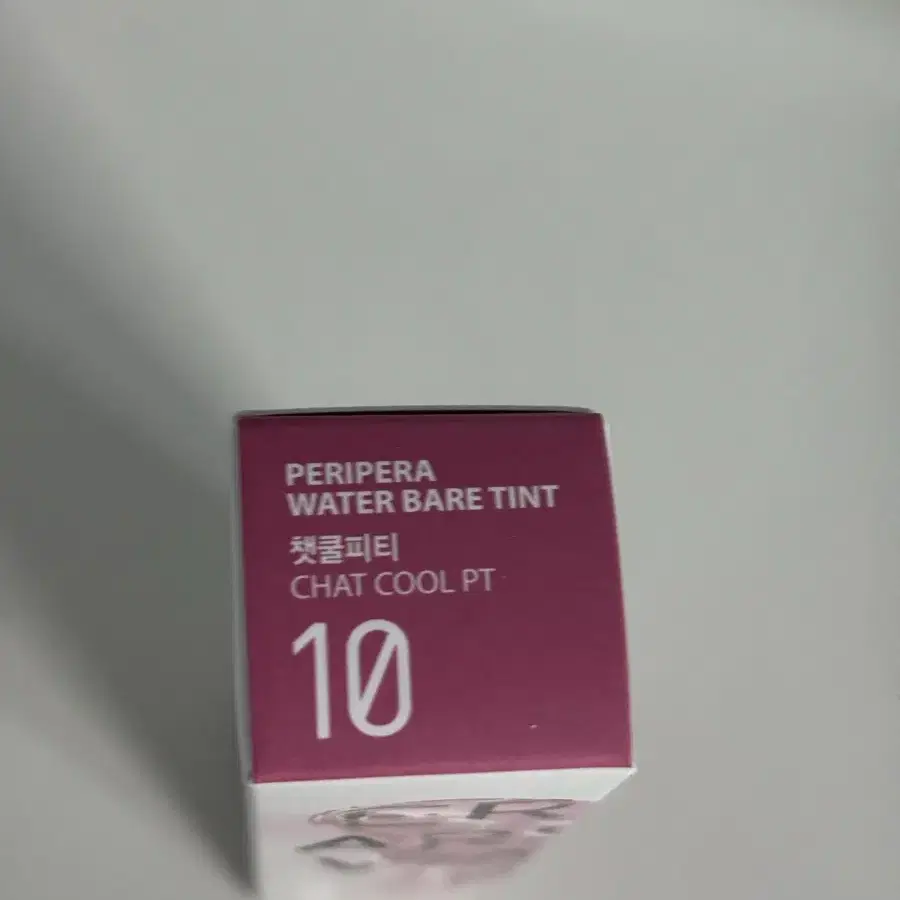 PERIPERA
WATER BARE TINT
챗쿨피티
CHAT COOL PT
10